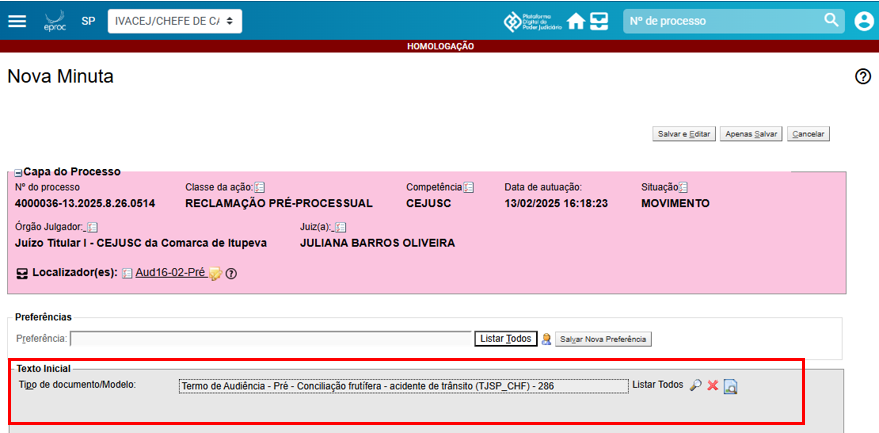 eproc SP IVACEJ/CHEFE DE CA Plataforma Digital do Poder Judiciário Nº de processo
HOMOLOGAÇÃO
Nova Minuta
Salvar e Editar Apenas Salvar Cancelar
Capa do Processo
Nº do processo Classe da ação: Competência Data de autuação: Situação
4000036-13.2025.8.26.0514 RECLAMAÇÃO PRÉ-PROCESSUAL CEJUSC 13/02/2025 16:18:23 MOVIMENTO
Órgão Julgador: Juiz(a):
Juízo Titular I - CEJUSC da Comarca de Itupeva JULIANA BARROS OLIVEIRA
Localizador(es): Aud16-02-Pré
Preferências
Preferência: Listar Todos Salvar Nova Preferência
Texto Inicial
Tipo de documento/Modelo: Termo de Audiência - Pré - Conciliação frutífera - acidente de trânsito (TJSP_CHF) - 286 Listar Todos